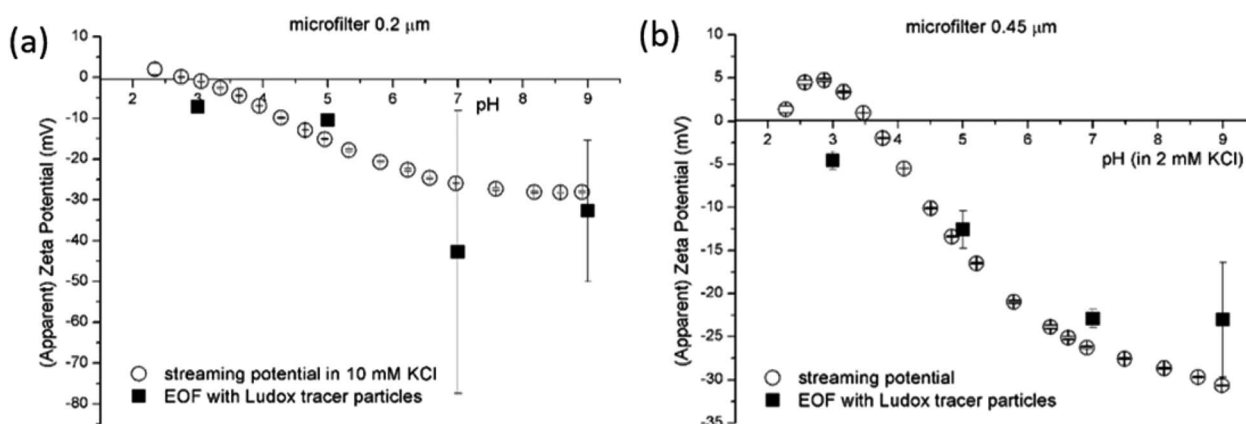 (a)
microfilter 0.2 μm
10
0
-10
-20
-30
-40
-50
-60
-70
-80
(Apparent) Zeta Potential (mV)
2 3 4 5 6 7 8 9
pH
streaming potential in 10 mM KCl
EOF with Ludox tracer particles
(b)
microfilter 0.45 μm
10
5
0
-5
-10
-15
-20
-25
-30
-35
(Apparent) Zeta Potential (mV)
2 3 4 5 6 7 8 9
pH (in 2 mM KCl)
streaming potential
EOF with Ludox tracer particles